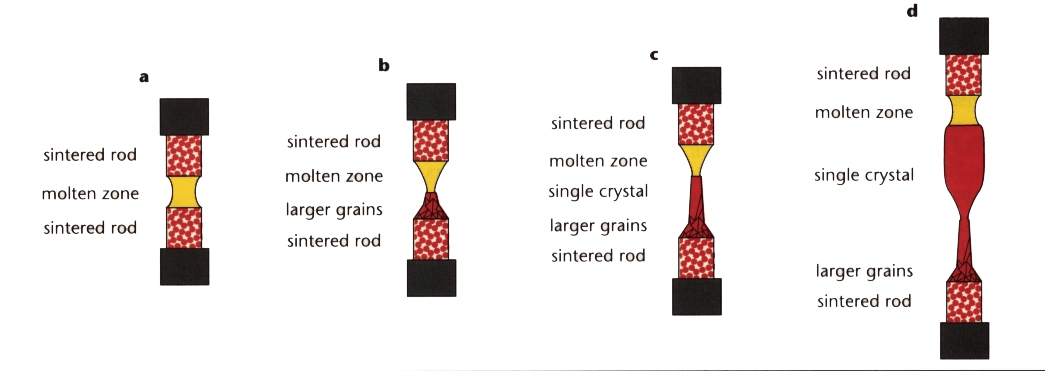 a
sintered rod
molten zone
sintered rod
b
sintered rod
molten zone
larger grains
sintered rod
c
sintered rod
molten zone
single crystal
larger grains
sintered rod
d
sintered rod
molten zone
single crystal
larger grains
sintered rod